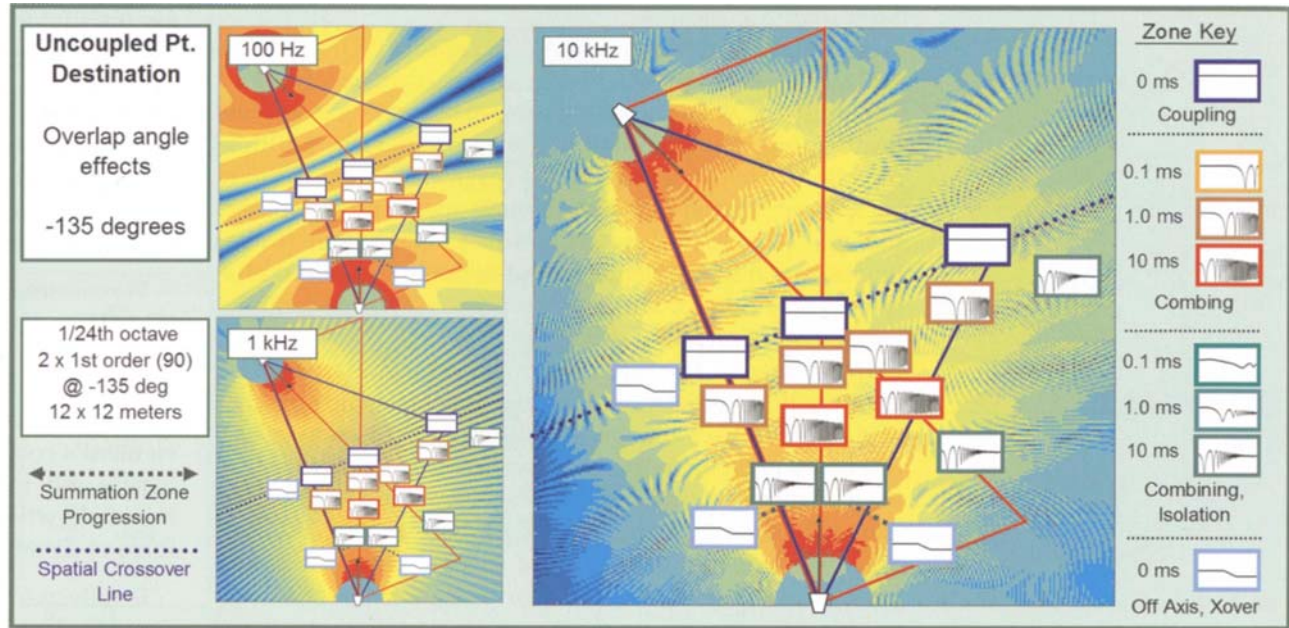 Uncoupled Pt.
Destination
Overlap angle
effects
-135 degrees
1/24th octave
2 x 1st order (90)
@ -135 deg
12 x 12 meters
Summation Zone
Progression
Spatial Crossover
Line
100 Hz
1 kHz
10 kHz
Zone Key
0 ms
Coupling
0.1 ms
1.0 ms
10 ms
Combing
0.1 ms
1.0 ms
10 ms
Combining,
Isolation
0 ms
Off Axis, Xover